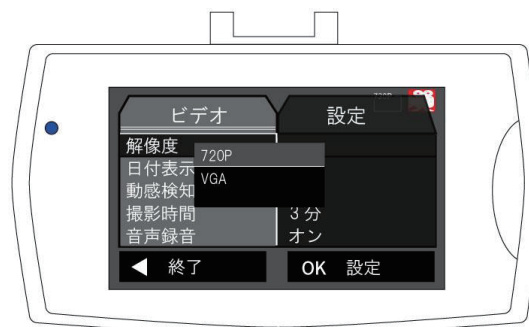 720P
ビデオ 設定
解像度
720P
日付表示
VGA
動感検知
撮影時間 3 分
音声録音 オン
◀ 終了 OK 設定